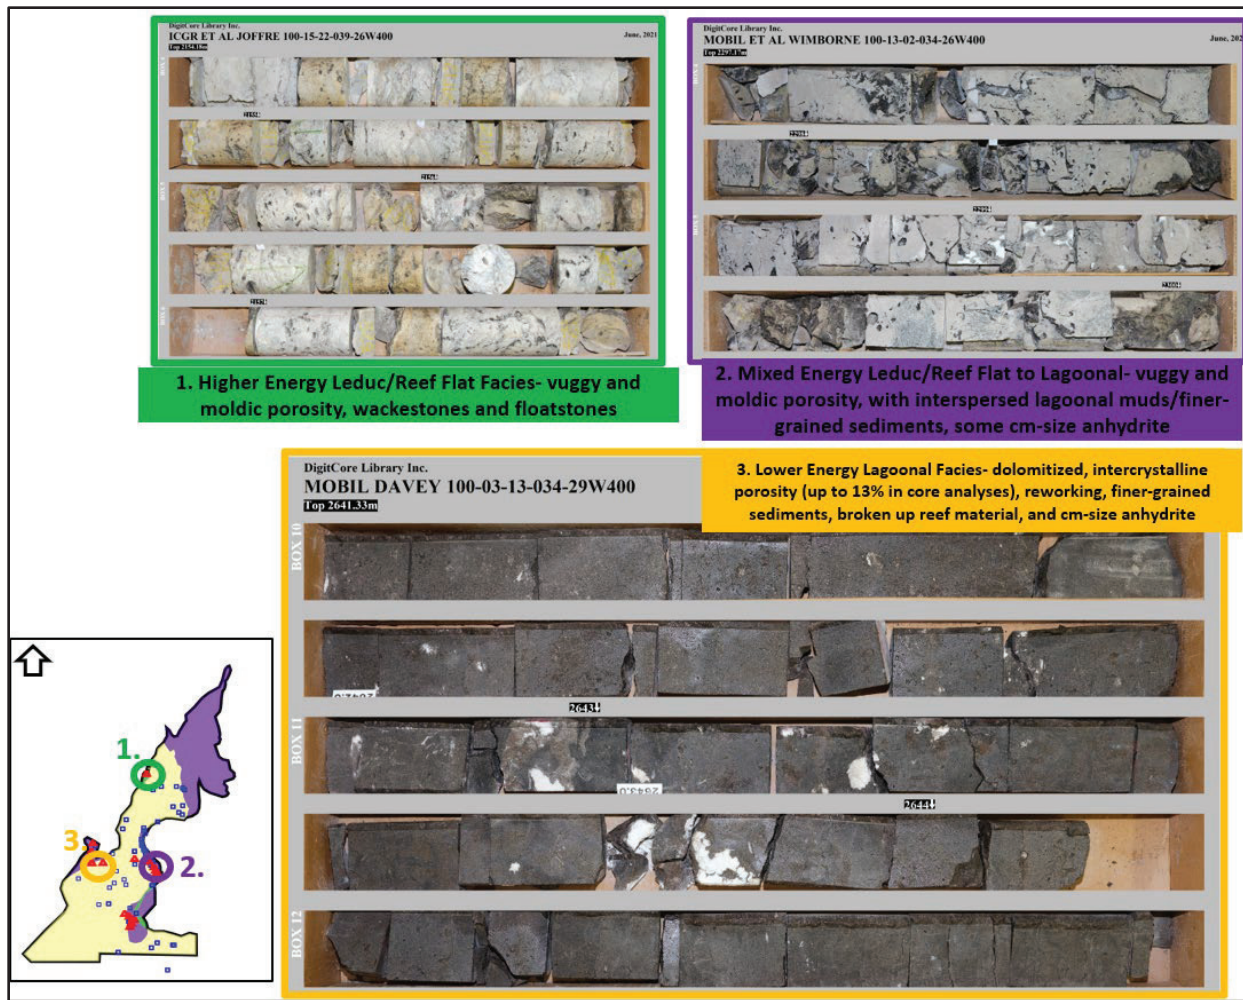 DigitCore Library Inc.
ICGR ET AL JOFFRE 100-15-22-039-26W400
June, 2021
1. Higher Energy Leduc/Reef Flat Facies- vuggy and
moldic porosity, wackestones and floatstones
DigitCore Library Inc.
MOBIL ET AL WIMBORNE 100-13-02-034-26W400
2. Mixed Energy Leduc/Reef Flat to Lagoonal- vuggy and
moldic porosity, with interspersed lagoonal muds/finer-
grained sediments, some cm-size anhydrite
DigitCore Library Inc.
MOBIL DAVEY 100-03-13-034-29W400
Top 2641.33m
3. Lower Energy Lagoonal Facies- dolomitized, intercrystalline
porosity (up to 13% in core analyses), reworking, finer-grained
sediments, broken up reef material, and cm-size anhydrite
BOX 10
2642.0
2643
BOX 11
2643.0
2644
BOX 12
1.
3.
2.